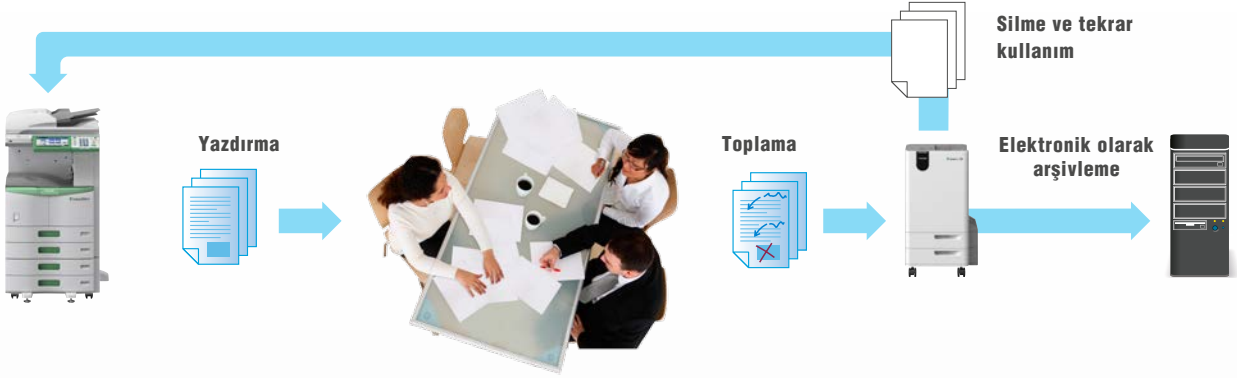 Silme ve tekrar
kullanım
Yazdırma
Toplama
Elektronik olarak
arşivleme